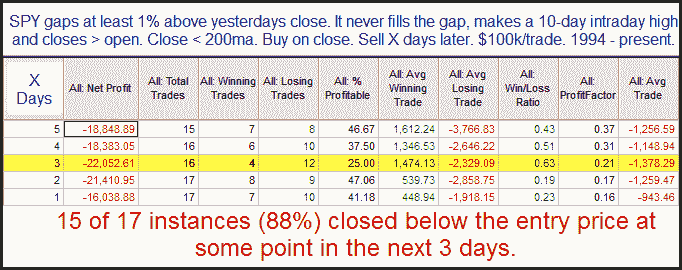 SPY gaps at least 1% above yesterdays close. It never fills the gap, makes a 10-day intraday high
and closes > open. Close < 200ma. Buy on close. Sell X days later. $100k/trade. 1994 - present.
X Days All: Net Profit All: Total Trades All: Winning Trades All: Losing Trades All: % Profitable All: Avg Winning Trade All: Avg Losing Trade All: Win/Loss Ratio All: ProfitFactor All: Avg Trade
5 -18,848.89 15 7 8 46.67 1,612.24 -3,766.83 0.43 0.37 -1,256.59
4 -18,383.05 16 6 10 37.50 1,346.53 -2,646.22 0.51 0.31 -1,148.94
3 -22,052.61 16 4 12 25.00 1,474.13 -2,329.09 0.63 0.21 -1,378.29
2 -21,410.95 17 8 9 47.06 539.73 -2,858.75 0.19 0.17 -1,259.47
1 -16,038.88 17 7 10 41.18 448.94 -1,918.15 0.23 0.16 -943.46
15 of 17 instances (88%) closed below the entry price at
some point in the next 3 days.